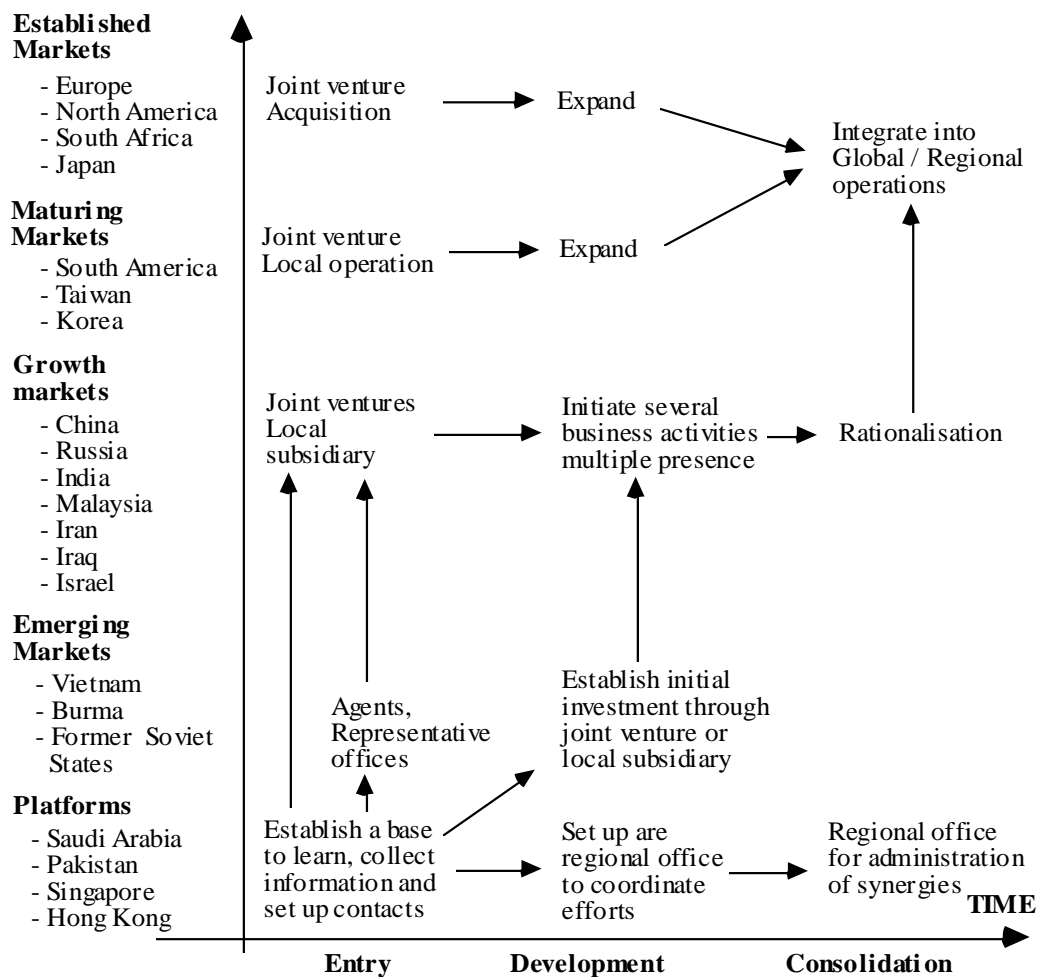 Established
Markets
- Europe
- North America
- South Africa
- Japan
Joint venture
Acquisition
Expand
Integrate into
Global / Regional
operations
Maturing
Markets
- South America
- Taiwan
- Korea
Joint venture
Local operation
Expand
Growth
markets
- China
- Russia
- India
- Malaysia
- Iran
- Iraq
- Israel
Joint ventures
Local
subsidiary
Initiate several
business activities
multiple presence
Rationalisation
Emerging
Markets
- Vietnam
- Burma
- Former Soviet
States
Agents,
Representative
offices
Establish initial
investment through
joint venture or
local subsidiary
Platforms
- Saudi Arabia
- Pakistan
- Singapore
- Hong Kong
Establish a base
to learn, collect
information and
set up contacts
Set up are
regional office
to coordinate
efforts
Regional office
for administration
of synergies
TIME
Entry
Development
Consolidation